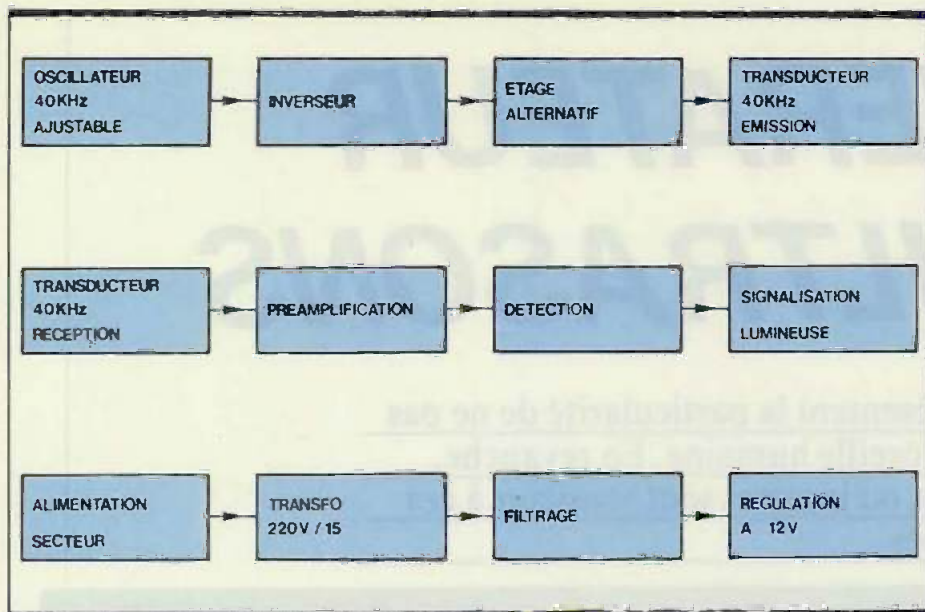 OSCILLATEUR
40KHz
AJUSTABLE
INVERSEUR
ETAGE
ALTERNATIF
TRANSDUCTEUR
40KHz
EMISSION
TRANSDUCTEUR
40KHz
RECEPTION
PREAMPLIFICATION
DETECTION
SIGNALISATION
LUMINEUSE
ALIMENTATION
SECTEUR
TRANSFO
220V / 15
FILTRAGE
REGULATION
A 12V